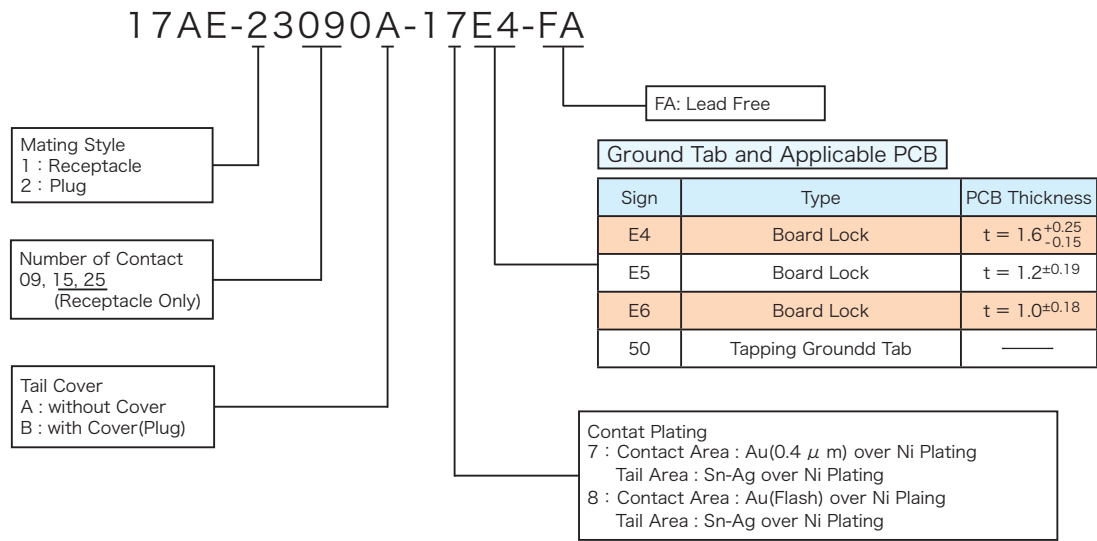 17AE-23090A-17E4-FA
FA: Lead Free
Mating Style
1：Receptacle
2：Plug
Number of Contact
09, 15, 25
(Receptacle Only)
Tail Cover
A : without Cover
B : with Cover(Plug)
Ground Tab and Applicable PCB
Sign Type PCB Thickness
E4 Board Lock t = 1.6 +0.25 -0.15
E5 Board Lock t = 1.2±0.19
E6 Board Lock t = 1.0±0.18
50 Tapping Groundd Tab ———
Contat Plating
7：Contact Area : Au(0.4 μ m) over Ni Plating
Tail Area : Sn-Ag over Ni Plating
8：Contact Area : Au(Flash) over Ni Plaing
Tail Area : Sn-Ag over Ni Plating